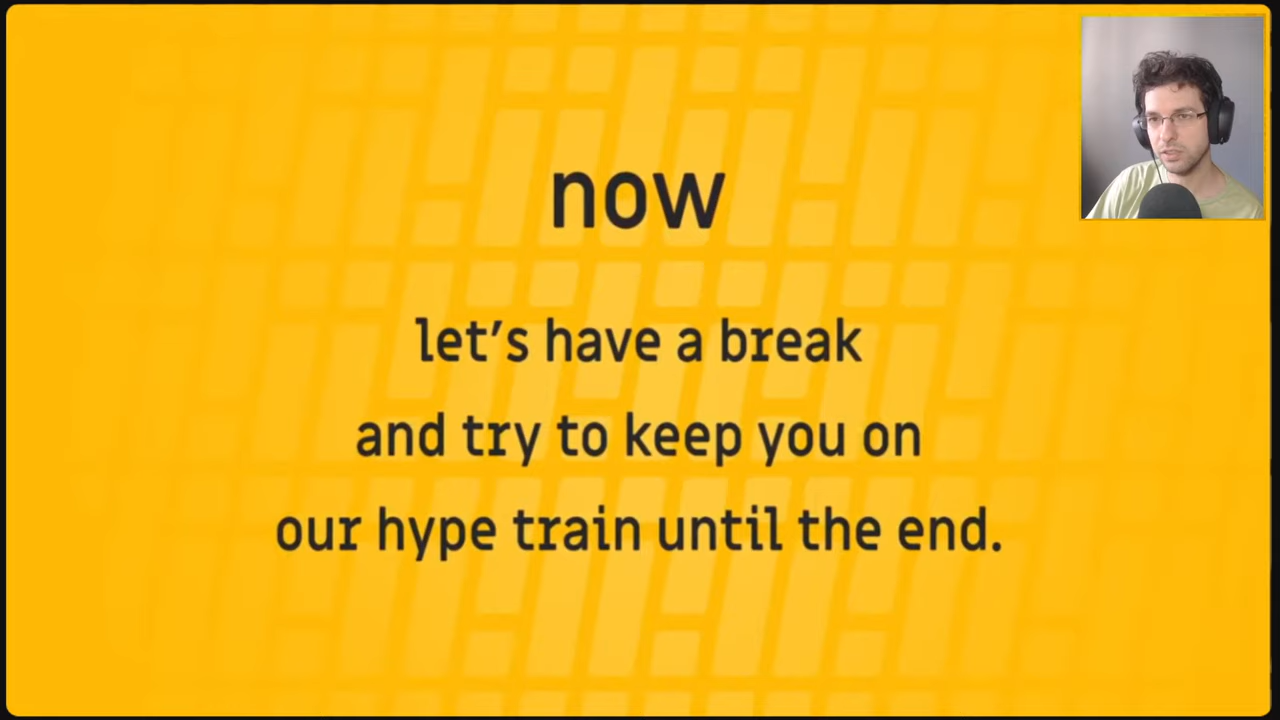 now
let's have a break
and try to keep you on
our hype train until the end.